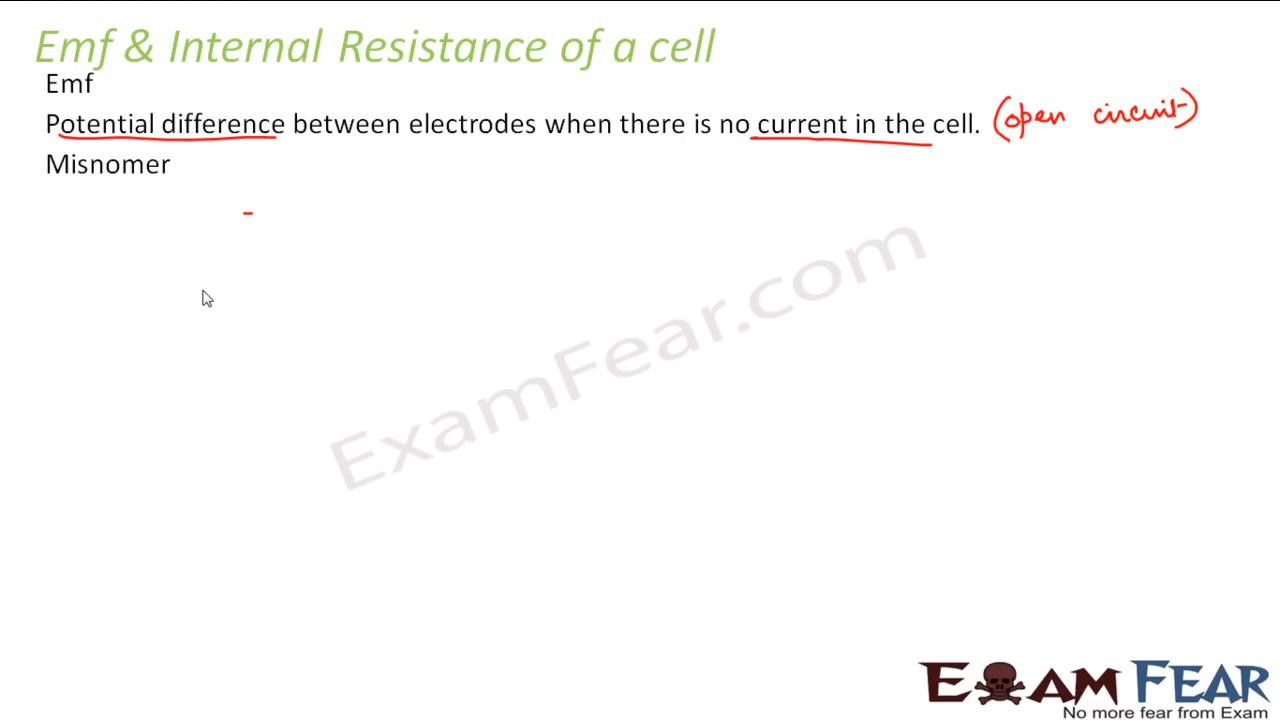 Emf & Internal Resistance of a cell
Emf
Potential difference between electrodes when there is no current in the cell. (open circuit)
Misnomer
ExamFear.com
EXAM FEAR
No more fear from Exam